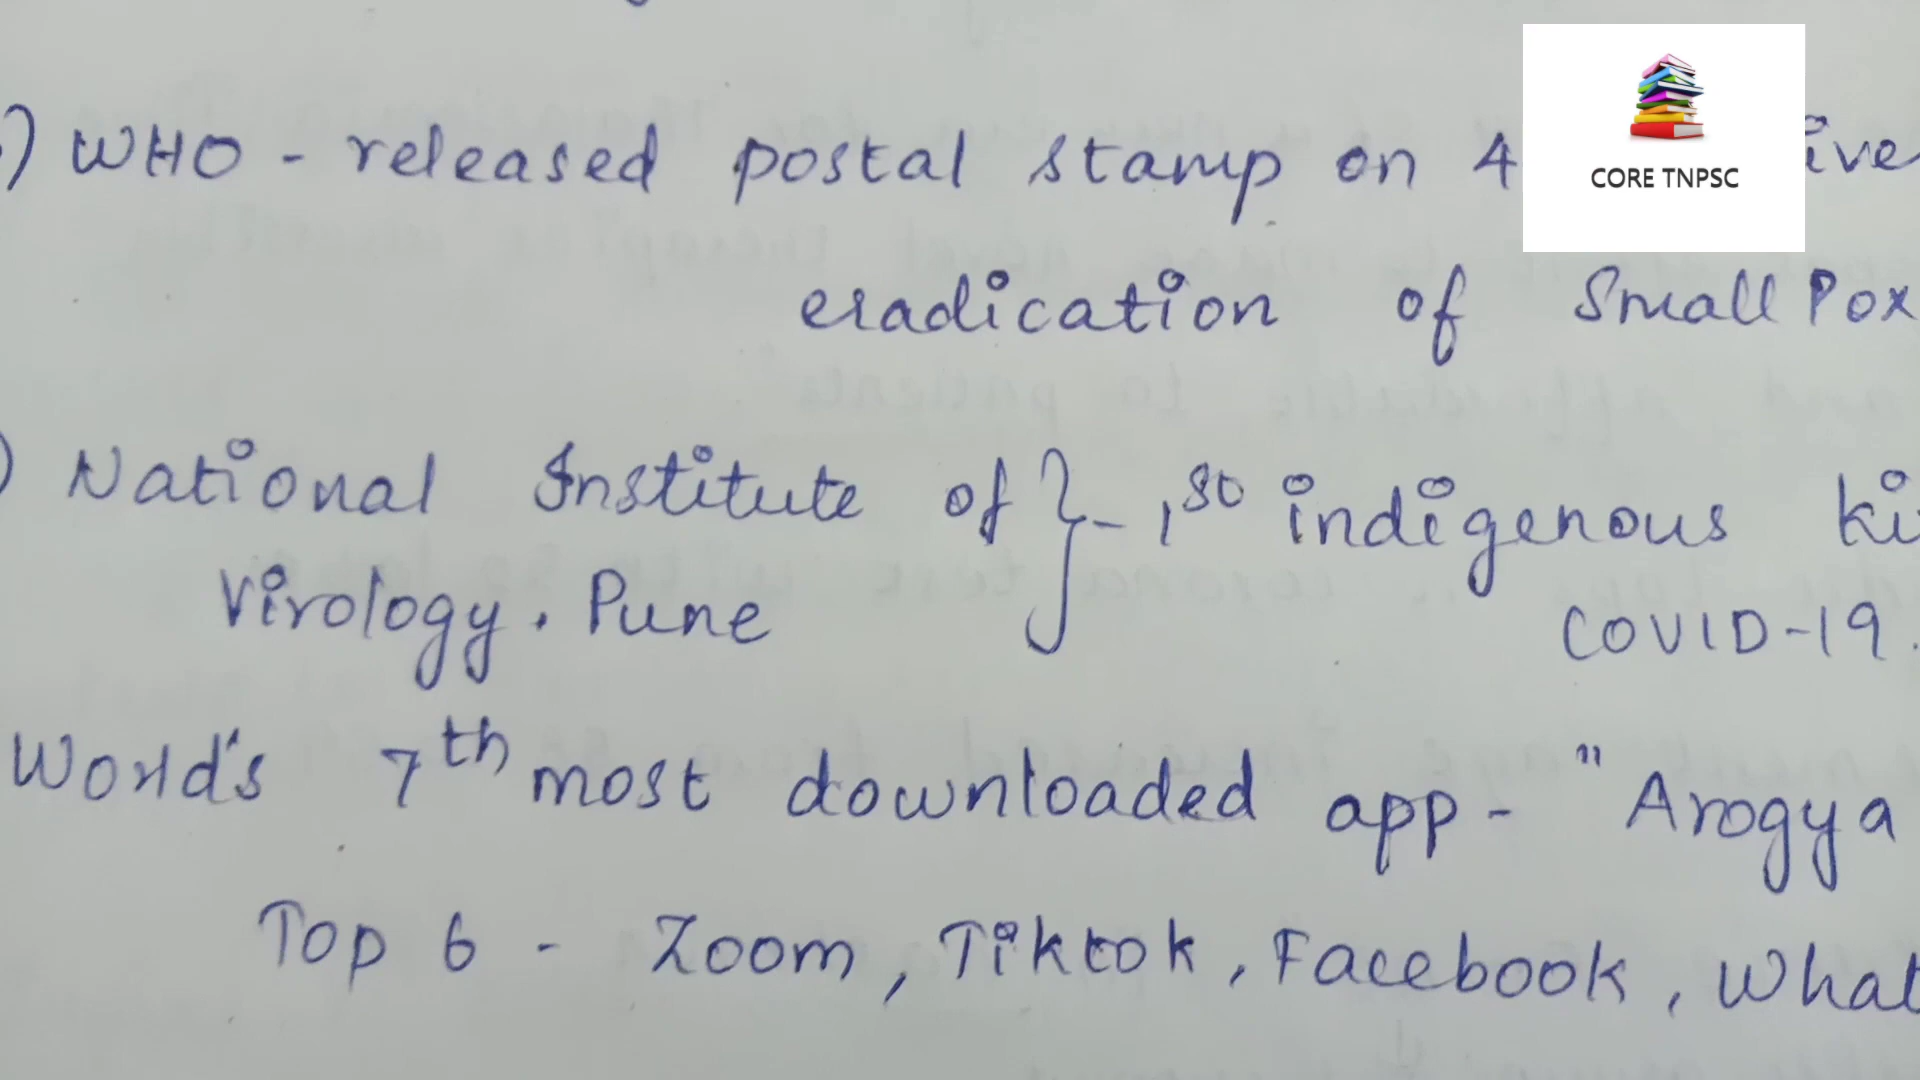 ) WHO - released postal stamp on 4
CORE TNPSC
eradication of Small Pox
) National Institute of } - 1st indigenous
Virology. Pune
COVID-19.
World's 7th most downloaded app - "Arogya
Top 6 - Zoom, Tiktok, Facebook, What